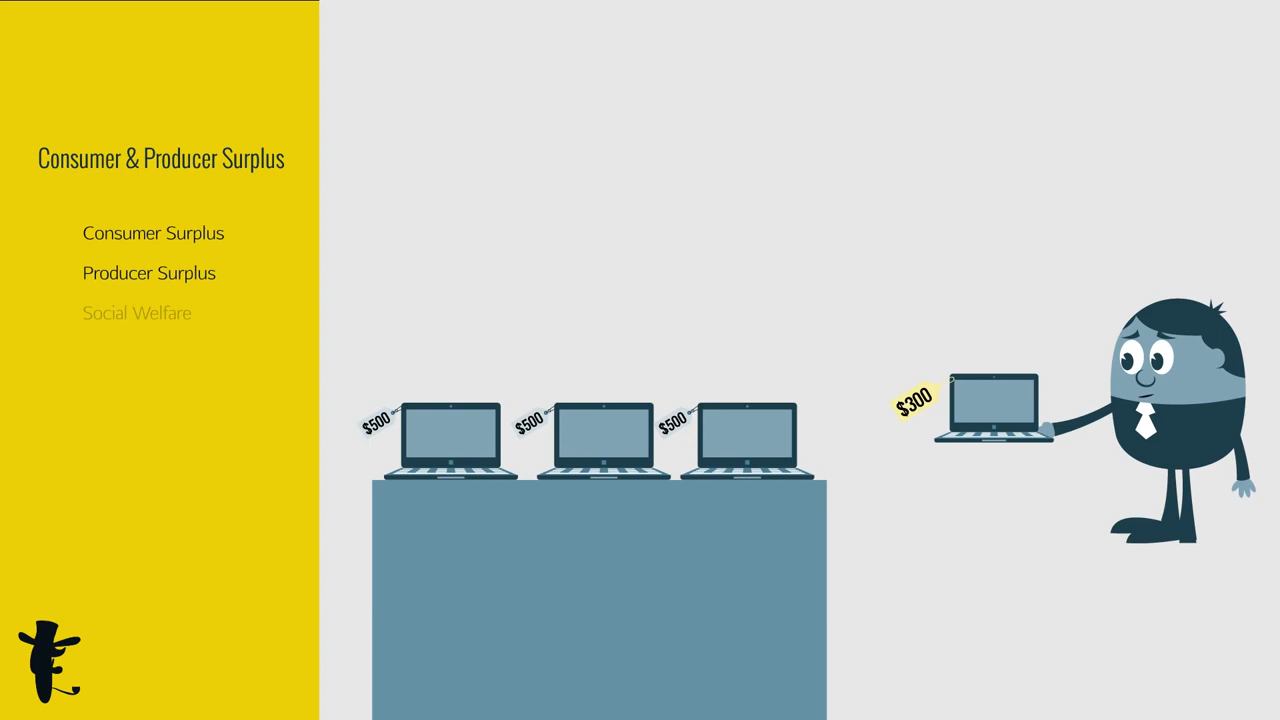 Consumer & Producer Surplus
Consumer Surplus
Producer Surplus
Social Welfare
$500
$500
$500
$300